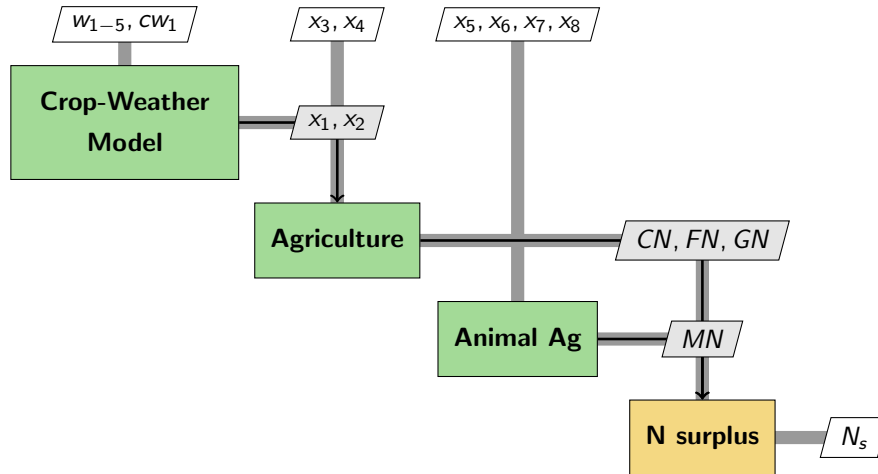 w₁₋₅, cw₁
x₃, x₄
x₅, x₆, x₇, x₈
Crop-Weather
Model
x₁, x₂
Agriculture
CN, FN, GN
Animal Ag
MN
N surplus
Nₛ